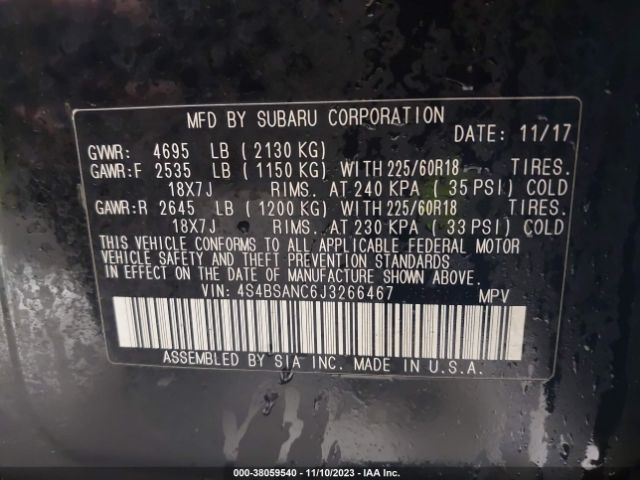 MFD BY SUBARU CORPORATION
DATE: 11/17
GVWR: 4695 LB (2130 KG)
GAWR:F 2535 LB (1150 KG) WITH 225/60R18 TIRES.
18X7J RIMS. AT 240 KPA (35 PSI) COLD
GAWR:R 2645 LB (1200 KG) WITH 225/60R18 TIRES.
18X7J RIMS. AT 230 KPA (33 PSI) COLD
THIS VEHICLE CONFORMS TO ALL APPLICABLE FEDERAL MOTOR
VEHICLE SAFETY AND THEFT PREVENTION STANDARDS
IN EFFECT ON THE DATE OF MANUFACTURE SHOWN ABOVE.
VIN: 4S4BSANC6J3266467 MPV
ASSEMBLED BY SIA INC. MADE IN U.S.A.
000-38059540 - 11/10/2023 - IAA Inc.